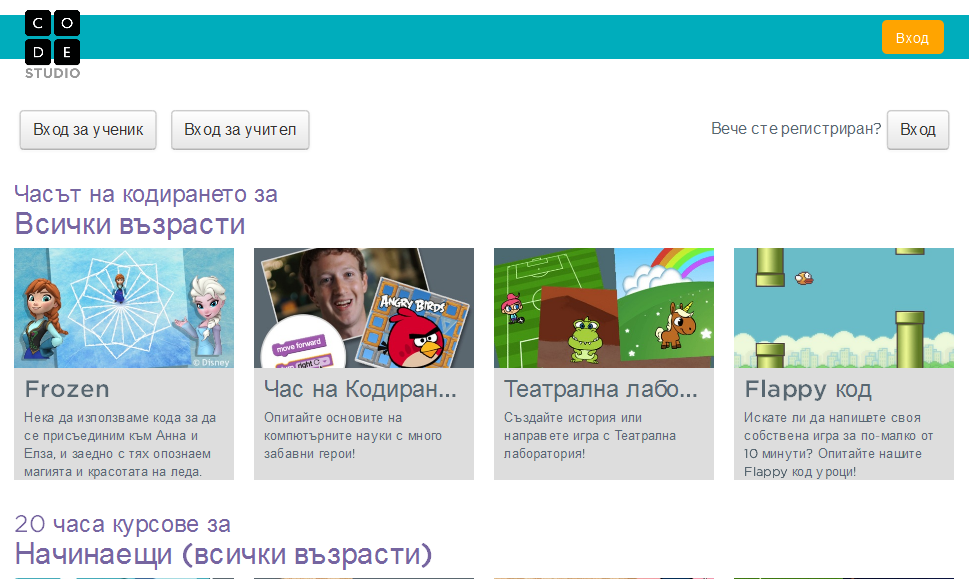 C O
D E
STUDIO
Вход
Вход за ученик
Вход за учител
Вече сте регистриран?
Вход
Часът на кодирането за
Всички възрасти
© Disney
Frozen
Нека да използваме кода за да
се присъединим към Анна и
Елза, и заедно с тях опознаем
магията и красотата на леда.
ANGRY BIRDS
move forward
right
Час на Кодиран...
Опитайте основите на
компютърните науки с много
забавни герои!
Театрална лабо...
Създайте история или
направете игра с Театрална
лаборатория!
Flappy код
Искате ли да напиште своя
собствена игра за по-малко от
10 минути? Опитайте нашите
Flappy код уроци!
20 часа курсове за
Начинаещи (всички възрасти)